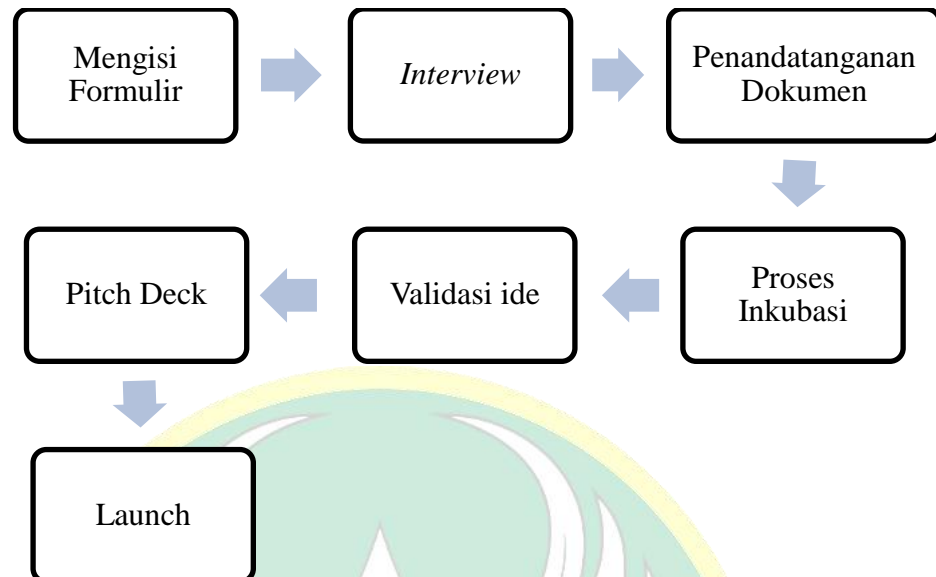 Mengisi
Formulir
Interview
Penandatanganan
Dokumen
Proses
Inkubasi
Validasi ide
Pitch Deck
Launch